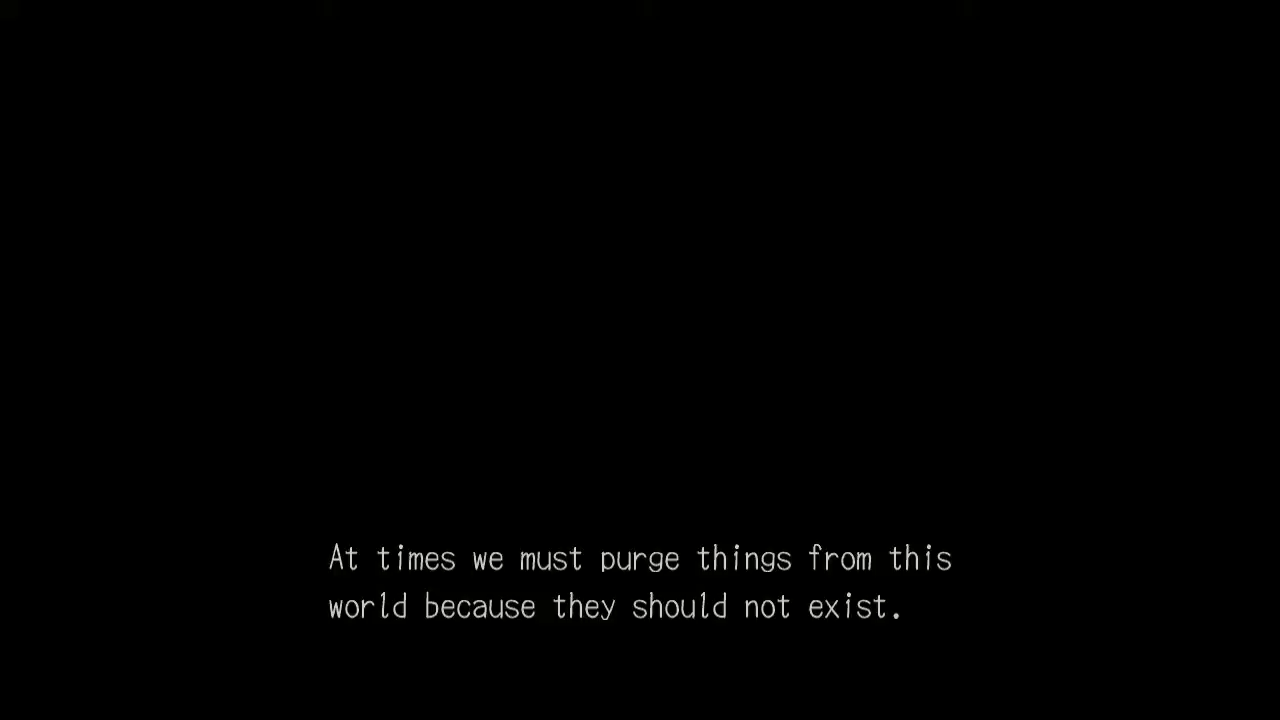 At times we must purge things from this
world because they should not exist.